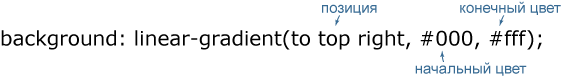 позиция конечный цвет
background: linear-gradient(to top right, #000, #fff);
начальный цвет